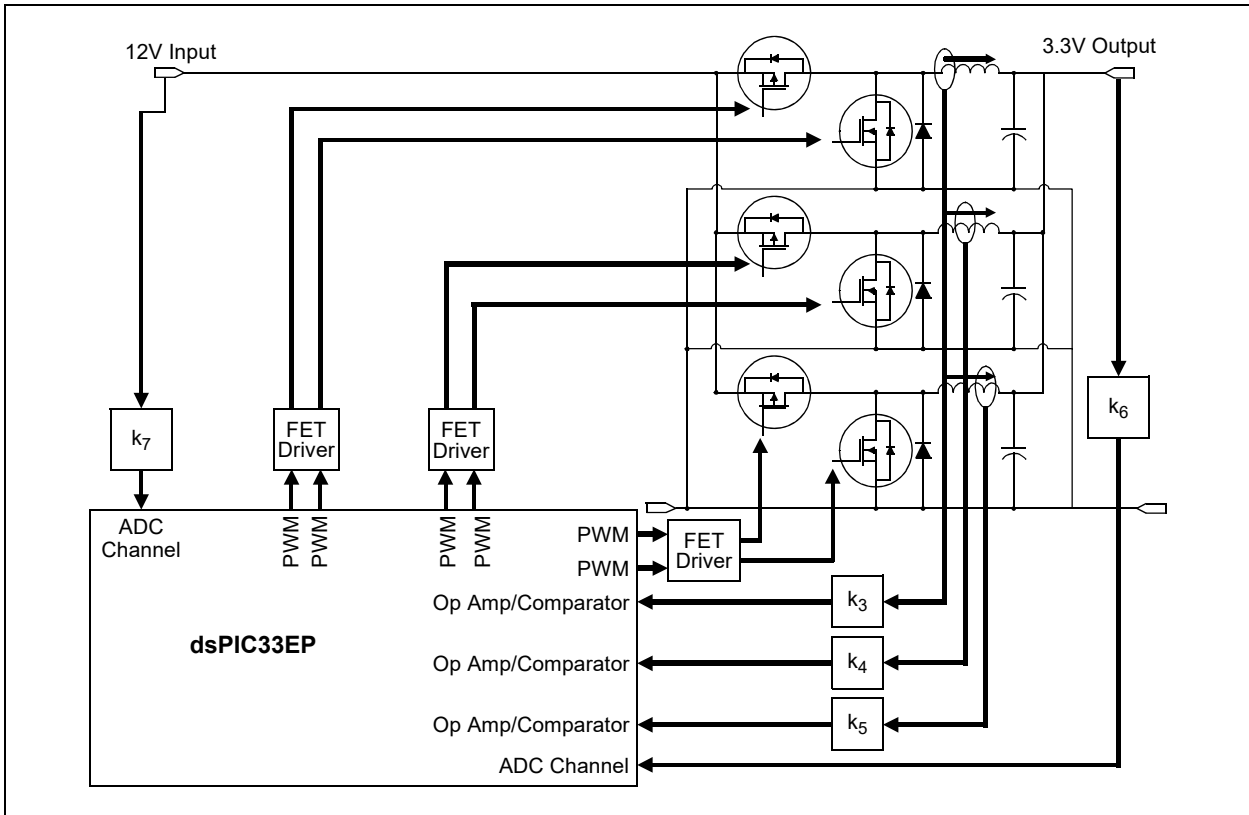 12V Input
3.3V Output
k7
FET
Driver
FET
Driver
k6
ADC
Channel
PWM
PWM
PWM
PWM
PWM
PWM
FET
Driver
Op Amp/Comparator
k3
dsPIC33EP
Op Amp/Comparator
k4
Op Amp/Comparator
k5
ADC Channel